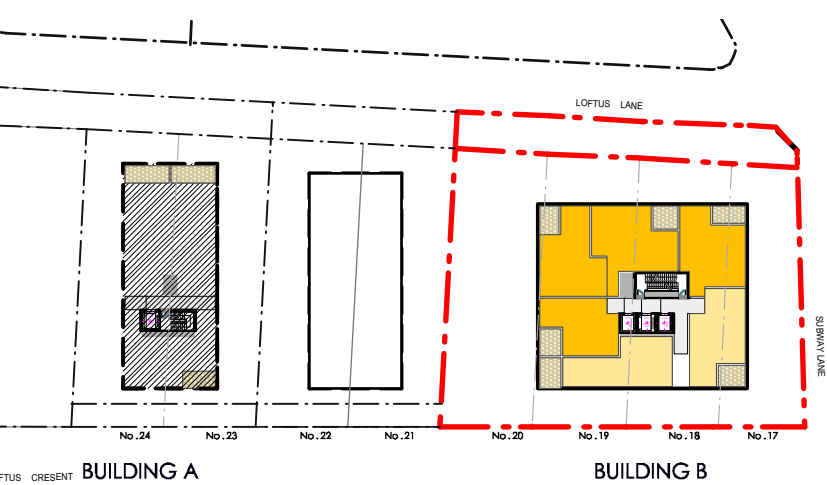 LOFTUS LANE
SUBWAY LANE
No.24 No.23 No.22 No.21 No.20 No.19 No.18 No.17
FTUS CRESENT BUILDING A BUILDING B